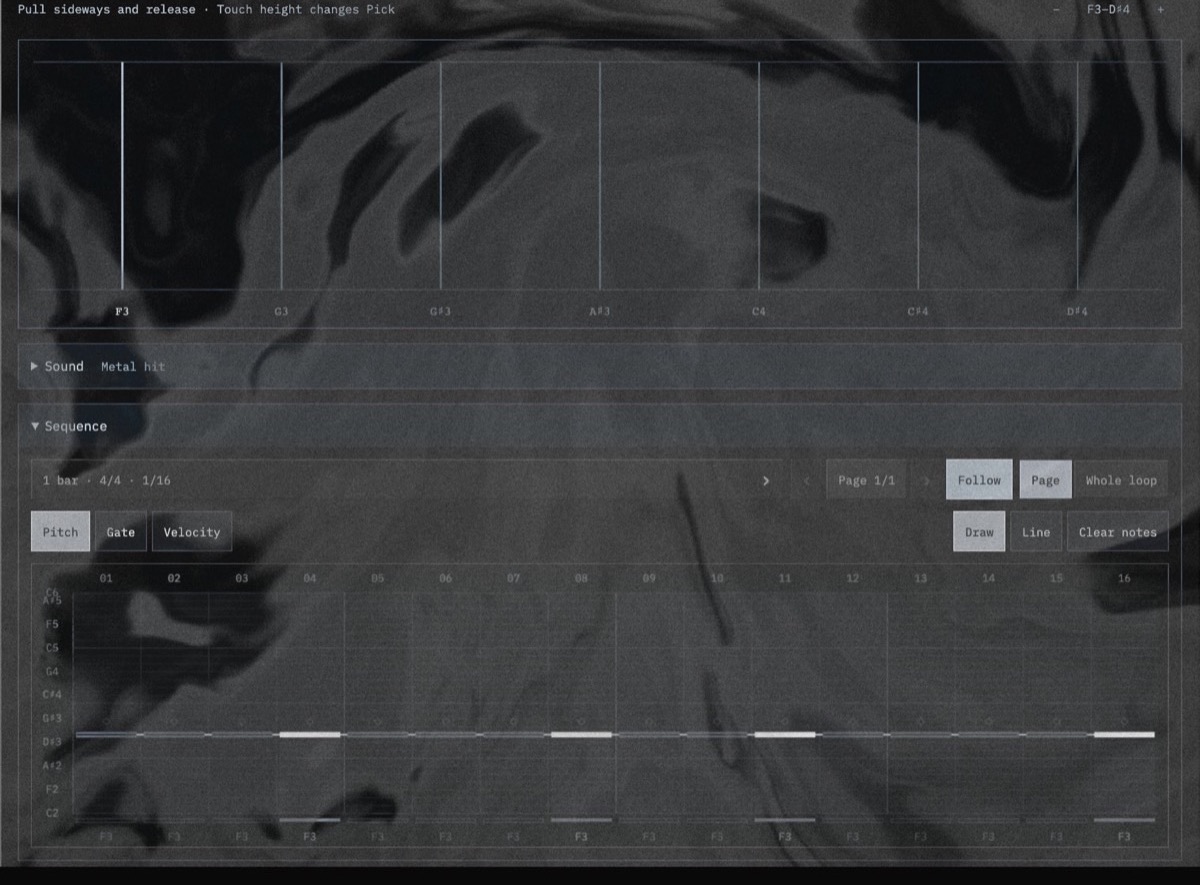 Pull sideways and release · Touch height changes Pick − F3–D♯4 +
F3 G3 G♯3 A♯3 C4 C♯4 D♯4
▶ Sound Metal hit
▼ Sequence
1 bar · 4/4 · 1/16 › ‹ Page 1/1 › Follow Page Whole loop
Pitch Gate Velocity Draw Line Clear notes
01 02 03 04 05 06 07 08 09 10 11 12 13 14 15 16
C6
A♯5
F5
C5
G4
C♯4
G♯3
D♯3
A♯2
F2
C2
F3 F3 F3 F3 F3 F3 F3 F3 F3 F3 F3 F3 F3 F3 F3 F3